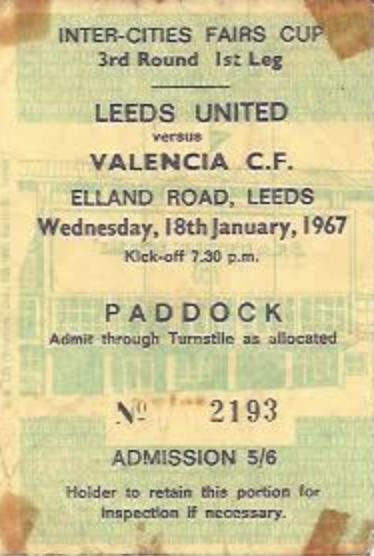 INTER-CITIES FAIRS CUP
3rd Round 1st Leg
LEEDS UNITED
versus
VALENCIA C.F.
ELLAND ROAD, LEEDS
Wednesday, 18th January, 1967
Kick-off 7.30 p.m.
PADDOCK
Admit through Turnstile as allocated
No 2193
ADMISSION 5/6
Holder to retain this portion for
inspection if necessary.